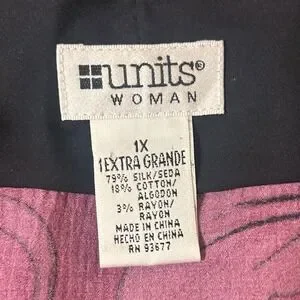 units®
WOMAN
1X
1EXTRA GRANDE
79% SILK/SEDA
18% COTTON/
ALGODON
3% RAYON/
RAYON
MADE IN CHINA
HECHO EN CHINA
RN 93677